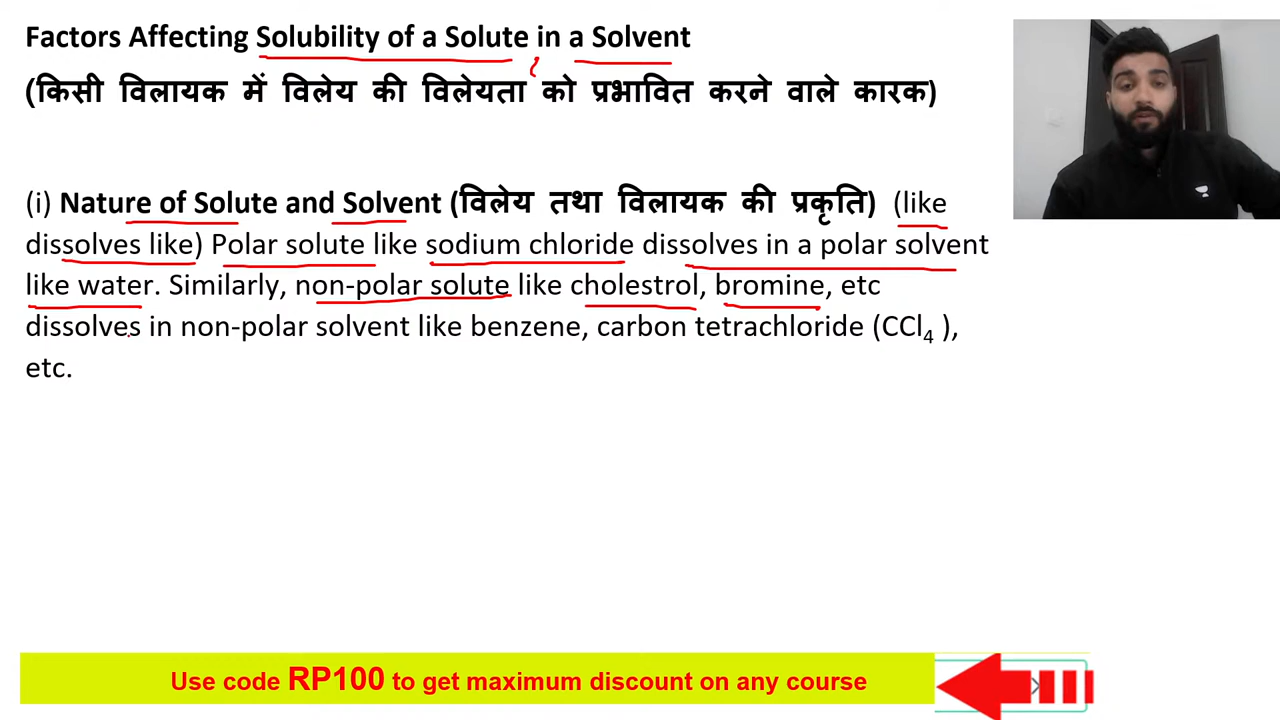 Factors Affecting Solubility of a Solute in a Solvent
(किसी विलायक में विलेय की विलेयता को प्रभावित करने वाले कारक)
(i) Nature of Solute and Solvent (विलेय तथा विलायक की प्रकृति) (like
dissolves like) Polar solute like sodium chloride dissolves in a polar solvent
like water. Similarly, non-polar solute like cholestrol, bromine, etc
dissolves in non-polar solvent like benzene, carbon tetrachloride (CCl₄ ),
etc.
Use code RP100 to get maximum discount on any course